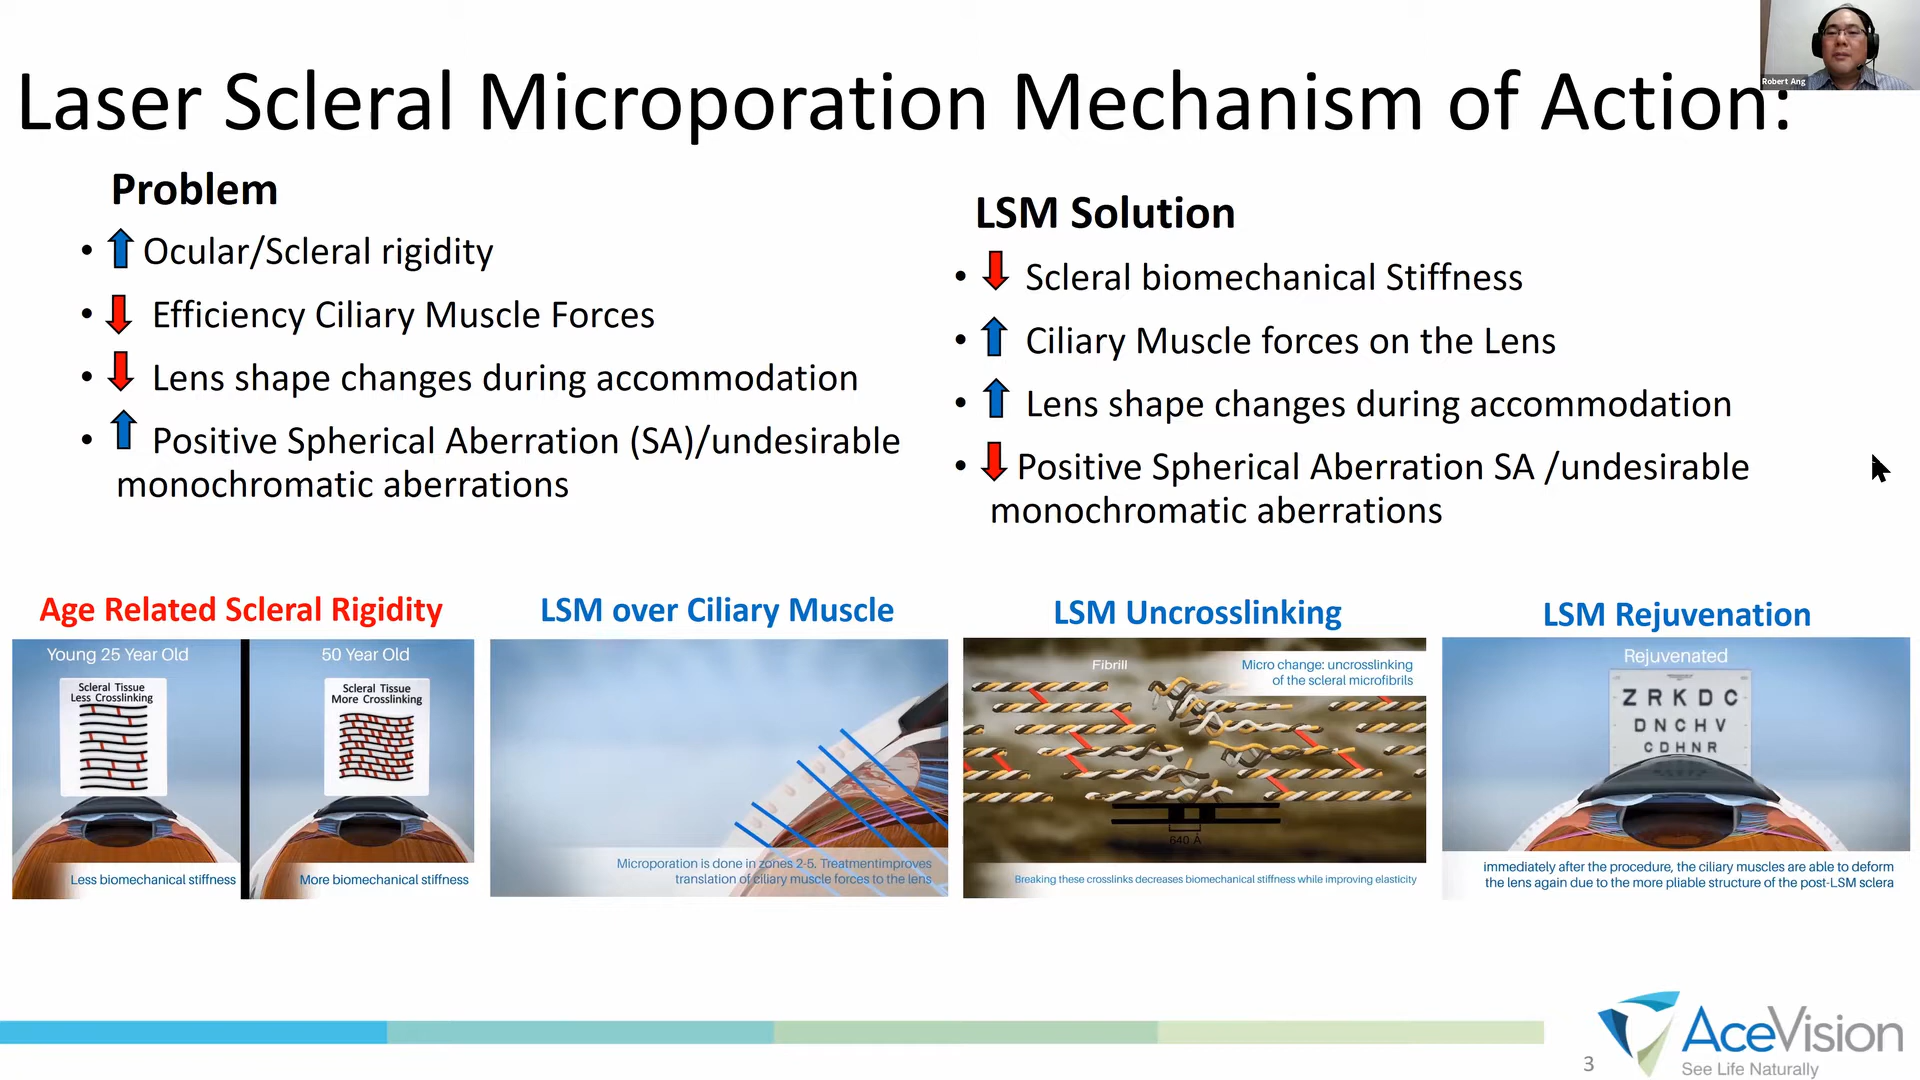 Robert Ang
Laser Scleral Microporation Mechanism of Action:
Problem
• Ocular/Scleral rigidity
• Efficiency Ciliary Muscle Forces
• Lens shape changes during accommodation
• Positive Spherical Aberration (SA)/undesirable
monochromatic aberrations
LSM Solution
• Scleral biomechanical Stiffness
• Ciliary Muscle forces on the Lens
• Lens shape changes during accommodation
• Positive Spherical Aberration SA /undesirable
monochromatic aberrations
Age Related Scleral Rigidity
Young 25 Year Old
Scleral Tissue
Less Crosslinking
Less biomechanical stiffness
50 Year Old
Scleral Tissue
More Crosslinking
More biomechanical stiffness
LSM over Ciliary Muscle
Microporation is done in zones 2-5. Treatmentimproves
translation of ciliary muscle forces to the lens
LSM Uncrosslinking
Fibrill
Micro change: uncrosslinking
of the scleral microfibrils
640 Å
Breaking these crosslinks decreases biomechanical stiffness while improving elasticity
LSM Rejuvenation
Rejuvenated
Z R K D C
D N C H V
C D H N R
immediately after the procedure, the ciliary muscles are able to deform
the lens again due to the more pliable structure of the post-LSM sclera
3
AceVision
See Life Naturally